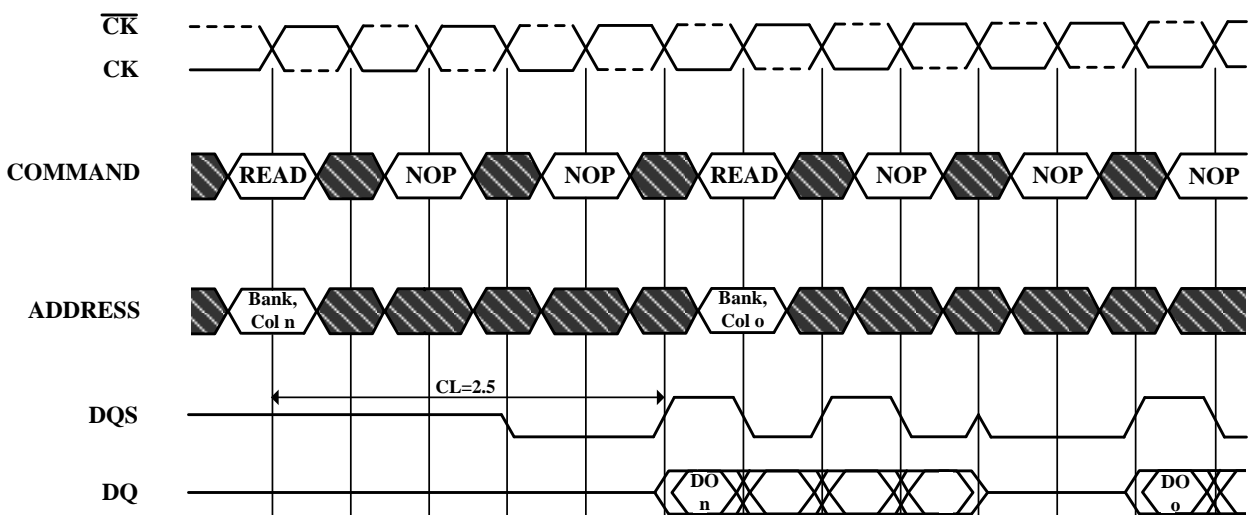 C̅K̅
CK
COMMAND
READ NOP NOP READ NOP NOP NOP
ADDRESS
Bank,
Col n
Bank,
Col o
CL=2.5
DQS
DQ
DO
n
DO
o